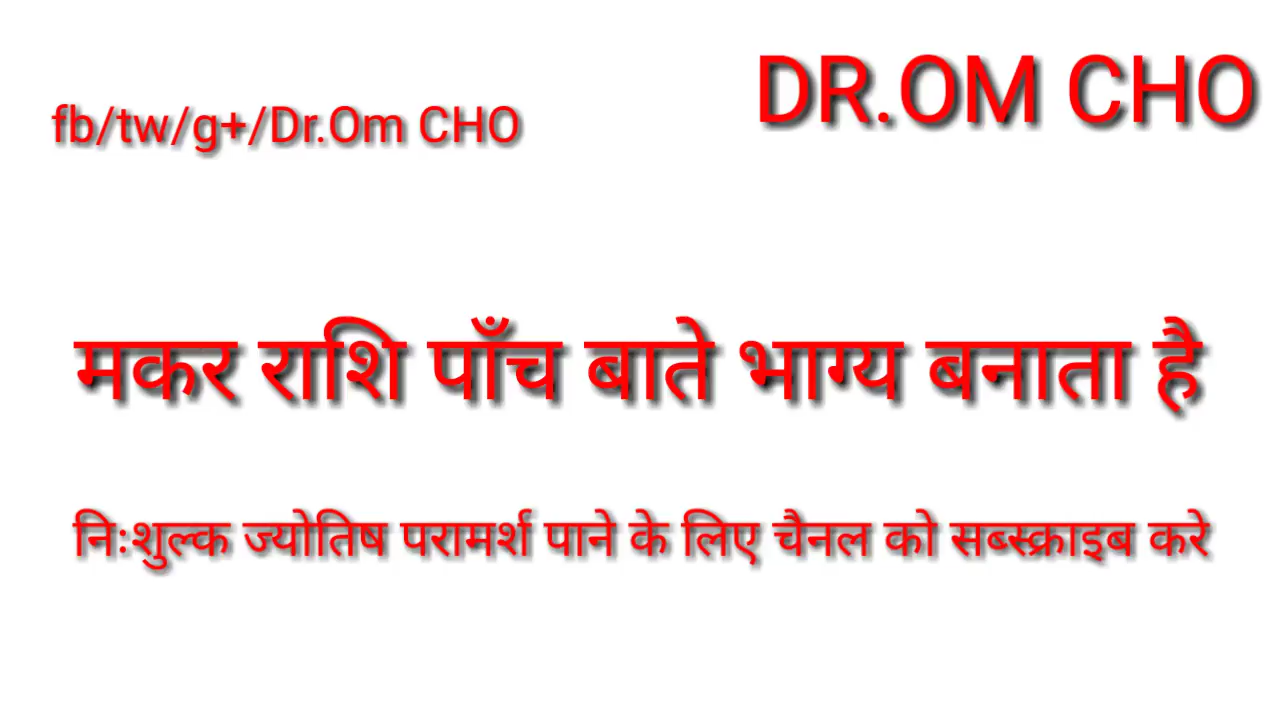 DR.OM CHO
fb/tw/g+/Dr.Om CHO
मकर राशि पाँच बाते भाग्य बनाता है
निःशुल्क ज्योतिष परामर्श पाने के लिए चैनल को सब्स्क्राइब करे